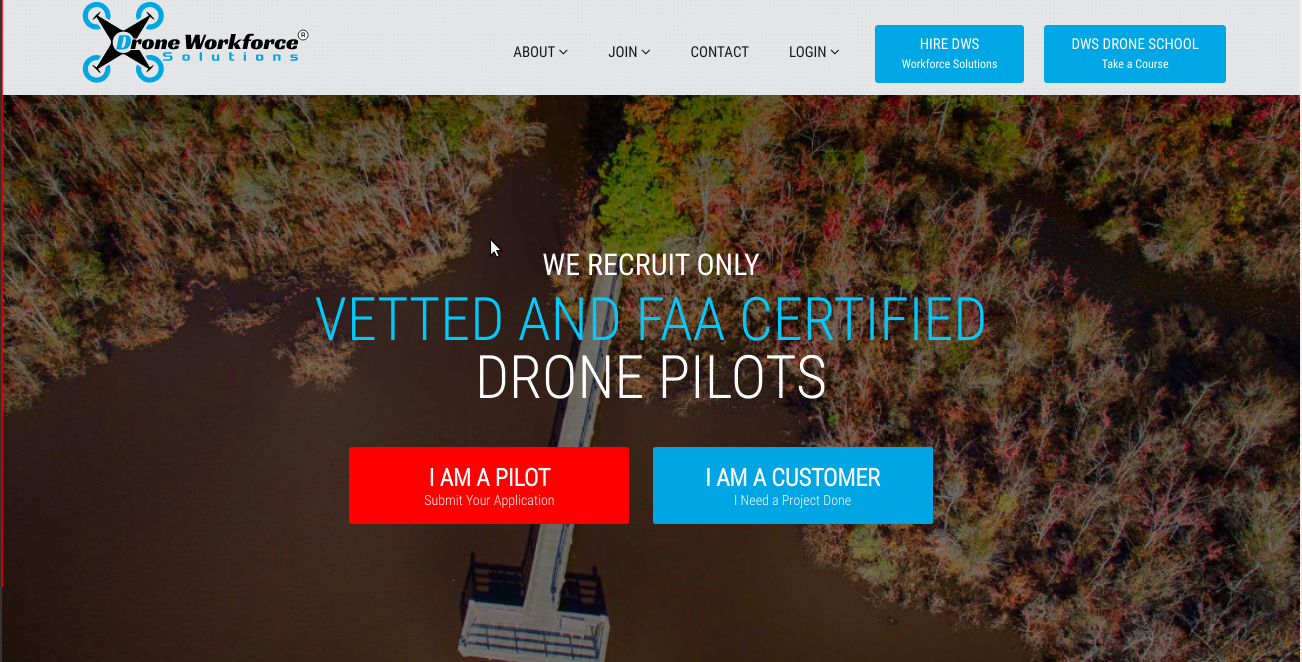 Drone Workforce®
Solutions
ABOUT
JOIN
CONTACT
LOGIN
HIRE DWS
Workforce Solutions
DWS DRONE SCHOOL
Take a Course
WE RECRUIT ONLY
VETTED AND FAA CERTIFIED
DRONE PILOTS
I AM A PILOT
Submit Your Application
I AM A CUSTOMER
I Need a Project Done